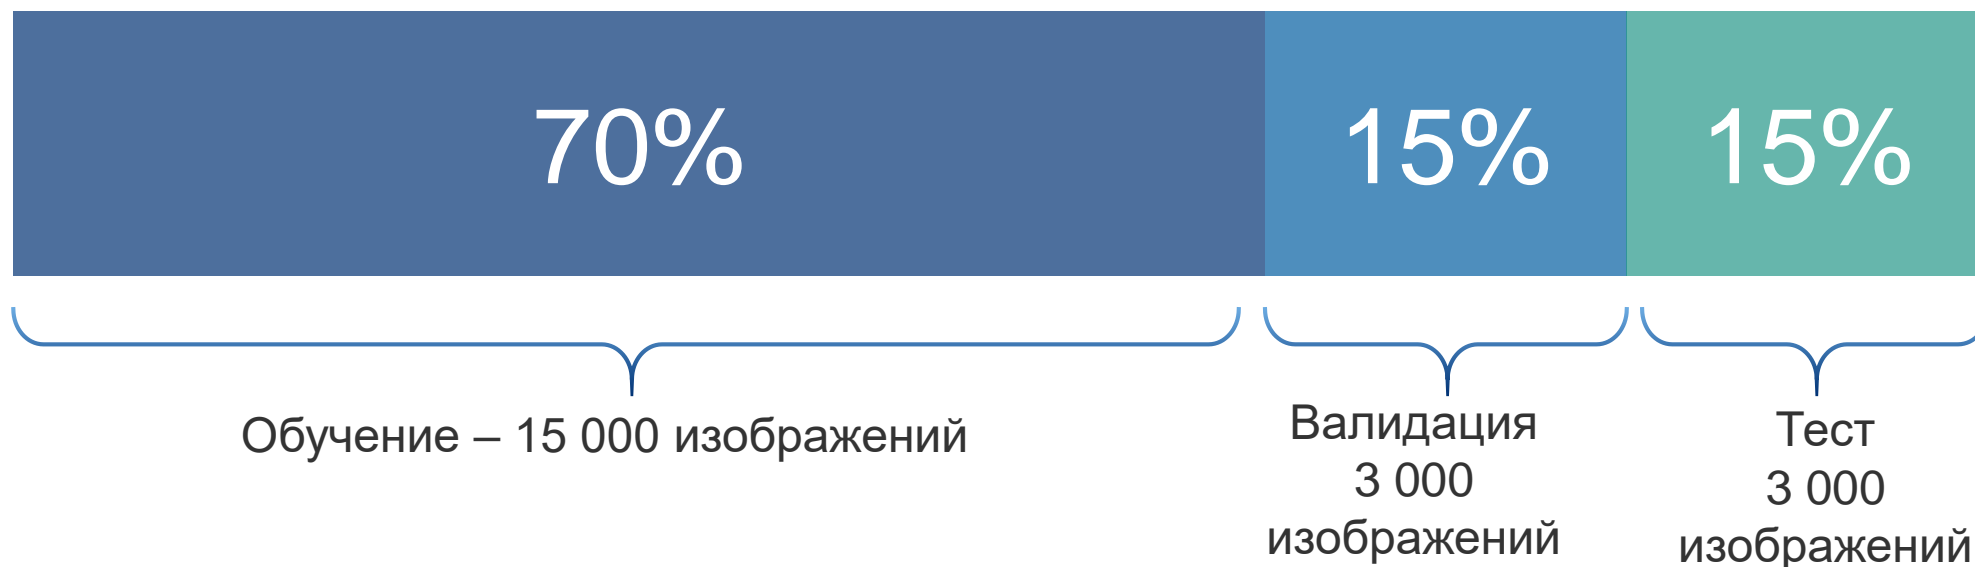 70%
15%
15%
Обучение – 15 000 изображений
Валидация
3 000
изображений
Тест
3 000
изображений